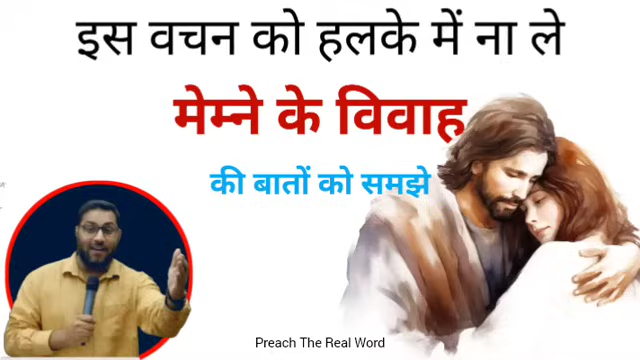 इस वचन को हलके में ना ले
मेम्ने के विवाह
की बातों को समझे
Preach The Real Word